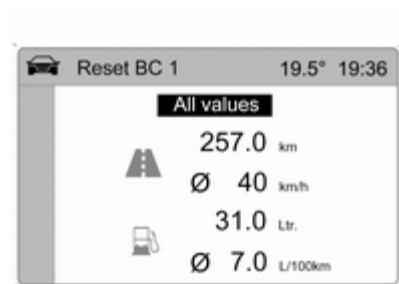 Reset BC 1 19.5° 19:36
All values
257.0 km
Ø 40 km/h
31.0 Ltr.
Ø 7.0 L/100km